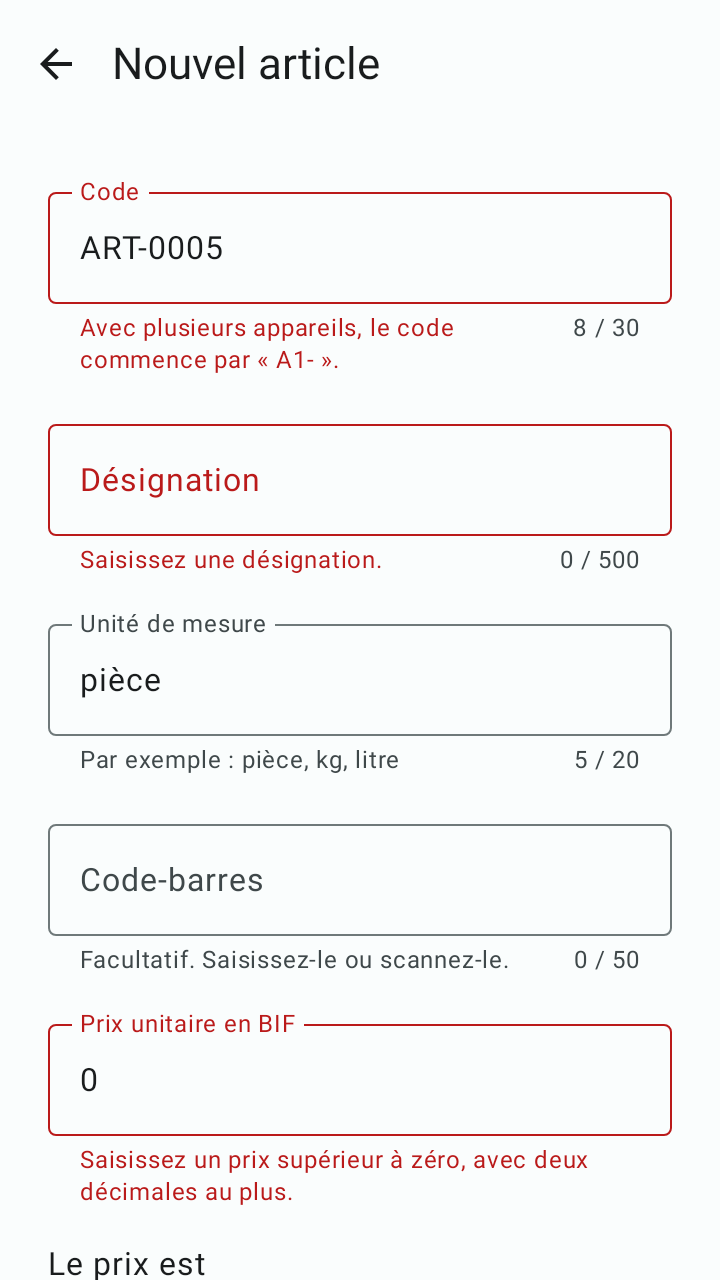 Nouvel article
Code
ART-0005
Avec plusieurs appareils, le code
commence par « A1- ».
8 / 30
Désignation
Saisissez une désignation.
0 / 500
Unité de mesure
pièce
Par exemple : pièce, kg, litre
5 / 20
Code-barres
Facultatif. Saisissez-le ou scannez-le.
0 / 50
Prix unitaire en BIF
0
Saisissez un prix supérieur à zéro, avec deux
décimales au plus.
Le prix est